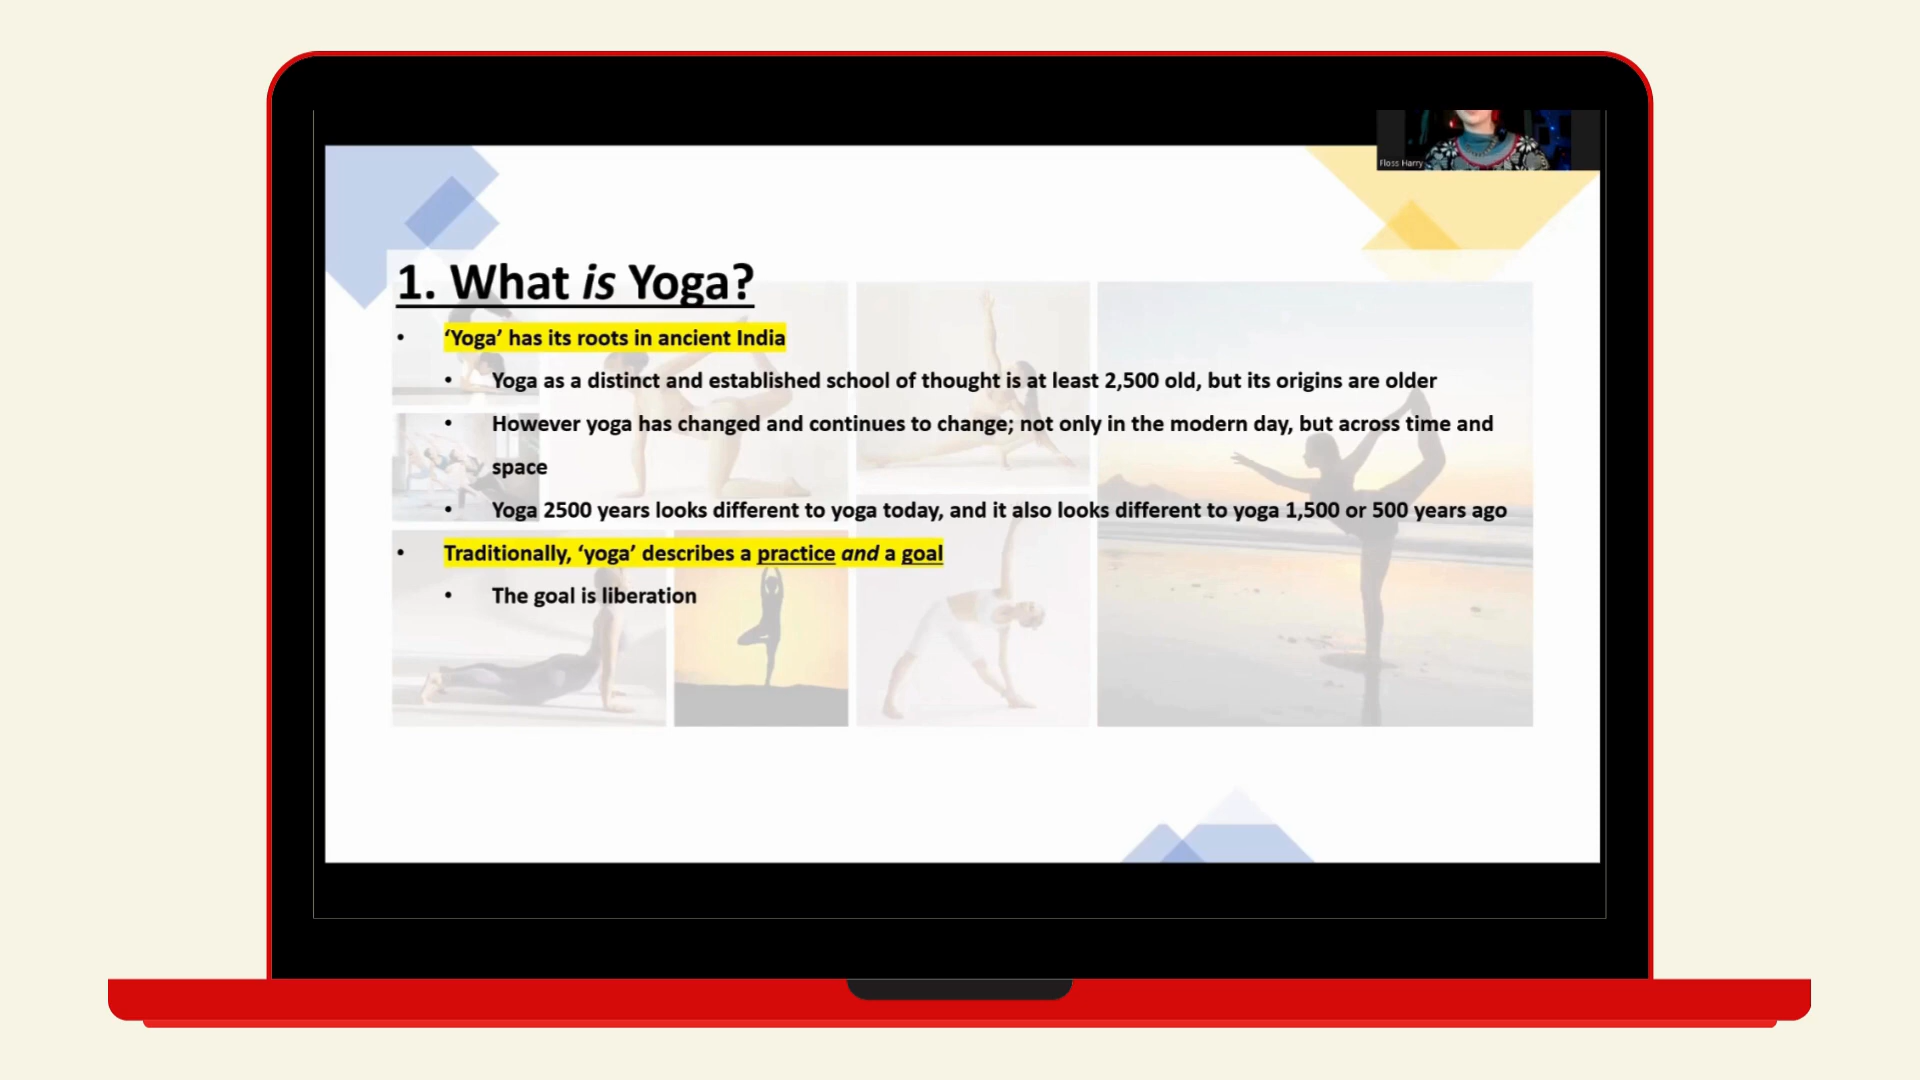 Floss Harry
1. What is Yoga?
• ‘Yoga’ has its roots in ancient India
• Yoga as a distinct and established school of thought is at least 2,500 old, but its origins are older
• However yoga has changed and continues to change; not only in the modern day, but across time and
space
• Yoga 2500 years looks different to yoga today, and it also looks different to yoga 1,500 or 500 years ago
• Traditionally, ‘yoga’ describes a practice and a goal
• The goal is liberation